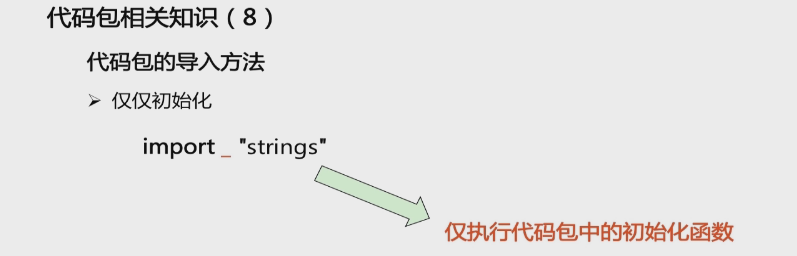 代码包相关知识（8）
代码包的导入方法
➢ 仅仅初始化
import _ "strings"
仅执行代码包中的初始化函数